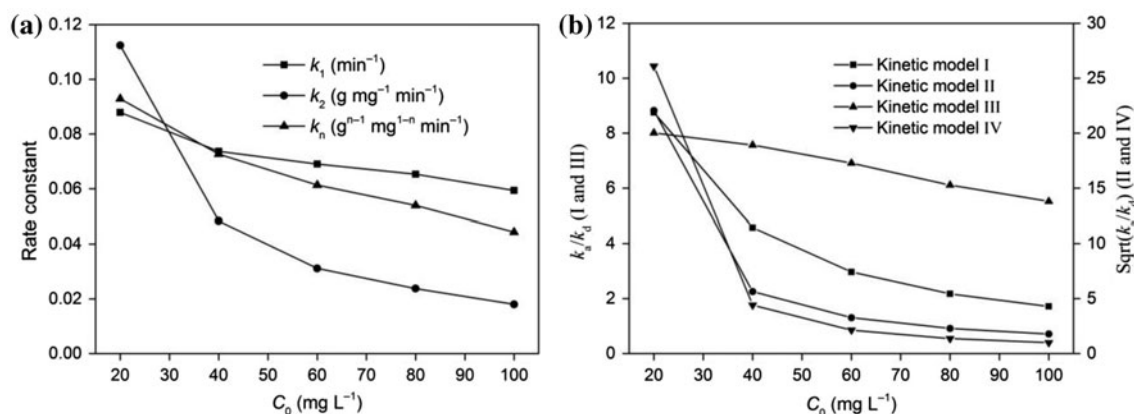 (a)
0.12
0.10
0.08
0.06
0.04
0.02
0.00
Rate constant
k₁ (min⁻¹)
k₂ (g mg⁻¹ min⁻¹)
kₙ (gⁿ⁻¹ mg¹⁻ⁿ min⁻¹)
20 30 40 50 60 70 80 90 100
C₀ (mg L⁻¹)
(b)
12
10
8
6
4
2
0
kₐ/k_d (I and III)
Kinetic model I
Kinetic model II
Kinetic model III
Kinetic model IV
30
25
20
15
10
5
0
Sqrt(kₐ/k_d) (II and IV)
20 30 40 50 60 70 80 90 100
C₀ (mg L⁻¹)